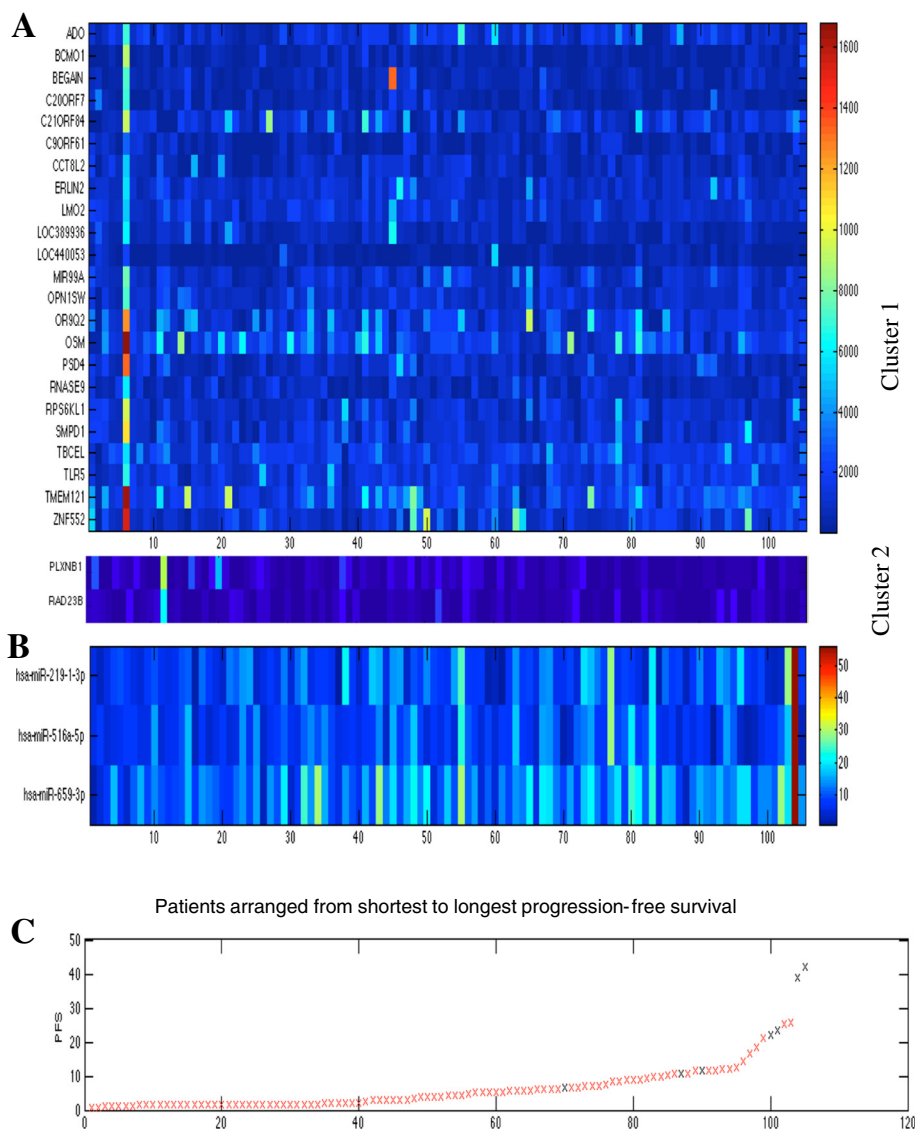 A
ADO
BCMO1
BEGAIN
C20ORF7
C21ORF84
C9ORF61
CCT8L2
ERLIN2
LMO2
LOC389936
LOC440053
MIR99A
OPN1SW
OR9Q2
OSM
PSD4
RNASE9
RPS6KL1
SMPD1
TBCEL
TLR5
TMEM121
ZNF552
10 20 30 40 50 60 70 80 90 100
1600
1400
1200
1000
8000
6000
4000
2000
Cluster 1
PLXNB1
RAD23B
Cluster 2
B
hsa-miR-219-1-3p
hsa-miR-516a-5p
hsa-miR-659-3p
10 20 30 40 50 60 70 80 90 100
50
40
30
20
10
Patients arranged from shortest to longest progression-free survival
C
PFS
50
40
30
20
10
0
0 20 40 60 80 100 120